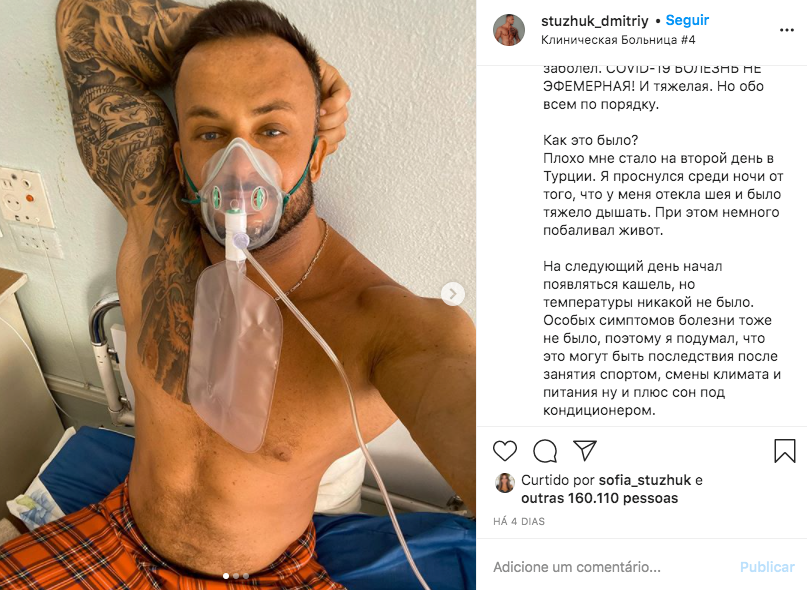 stuzhuk_dmitriy • Seguir
Клиническая Больница #4
заболел. COVID-19 БОЛЕЗНЬ НЕ
ЭФЕМЕРНАЯ! И тяжелая. Но обо
всем по порядку.
Как это было?
Плохо мне стало на второй день в
Турции. Я проснулся среди ночи от
того, что у меня отекла шея и было
тяжело дышать. При этом немного
побаливал живот.
На следующий день начал
появляться кашель, но
температуры никакой не было.
Особых симптомов болезни тоже
не было, поэтому я подумал, что
это могут быть последствия после
занятия спортом, смены климата и
питания ну и плюс сон под
кондиционером.
Curtido por sofia_stuzhuk e
outras 160.110 pessoas
HÁ 4 DIAS
Adicione um comentário... Publicar